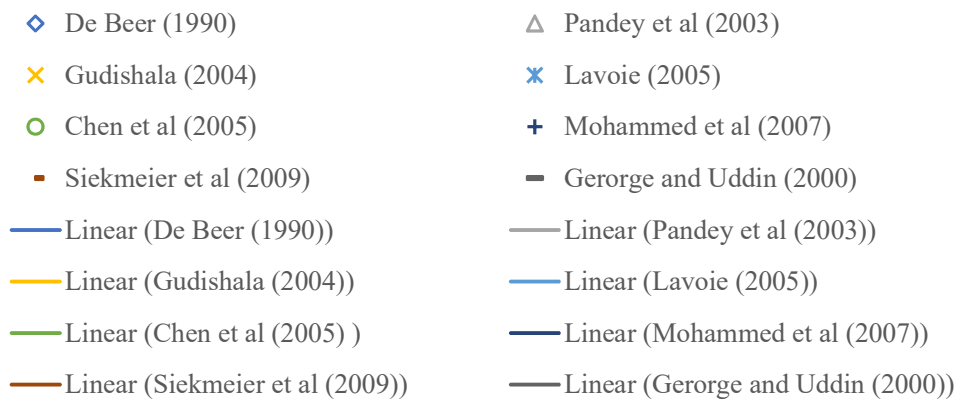 De Beer (1990) Pandey et al (2003)
Gudishala (2004) Lavoie (2005)
Chen et al (2005) Mohammed et al (2007)
Siekmeier et al (2009) Gerorge and Uddin (2000)
Linear (De Beer (1990)) Linear (Pandey et al (2003))
Linear (Gudishala (2004)) Linear (Lavoie (2005))
Linear (Chen et al (2005) ) Linear (Mohammed et al (2007))
Linear (Siekmeier et al (2009)) Linear (Gerorge and Uddin (2000))